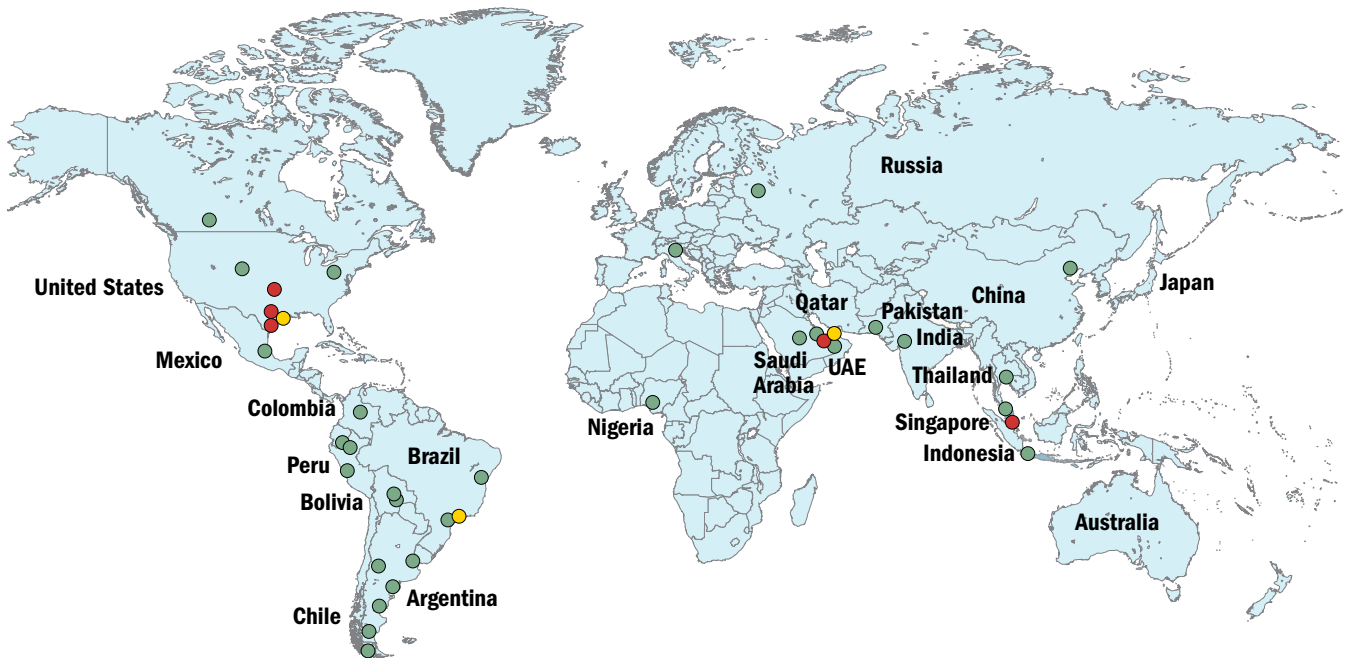 Russia
United States
Japan
China
Qatar
Pakistan
India
Mexico
Saudi
Arabia
UAE
Thailand
Colombia
Nigeria
Singapore
Brazil
Indonesia
Peru
Bolivia
Australia
Argentina
Chile